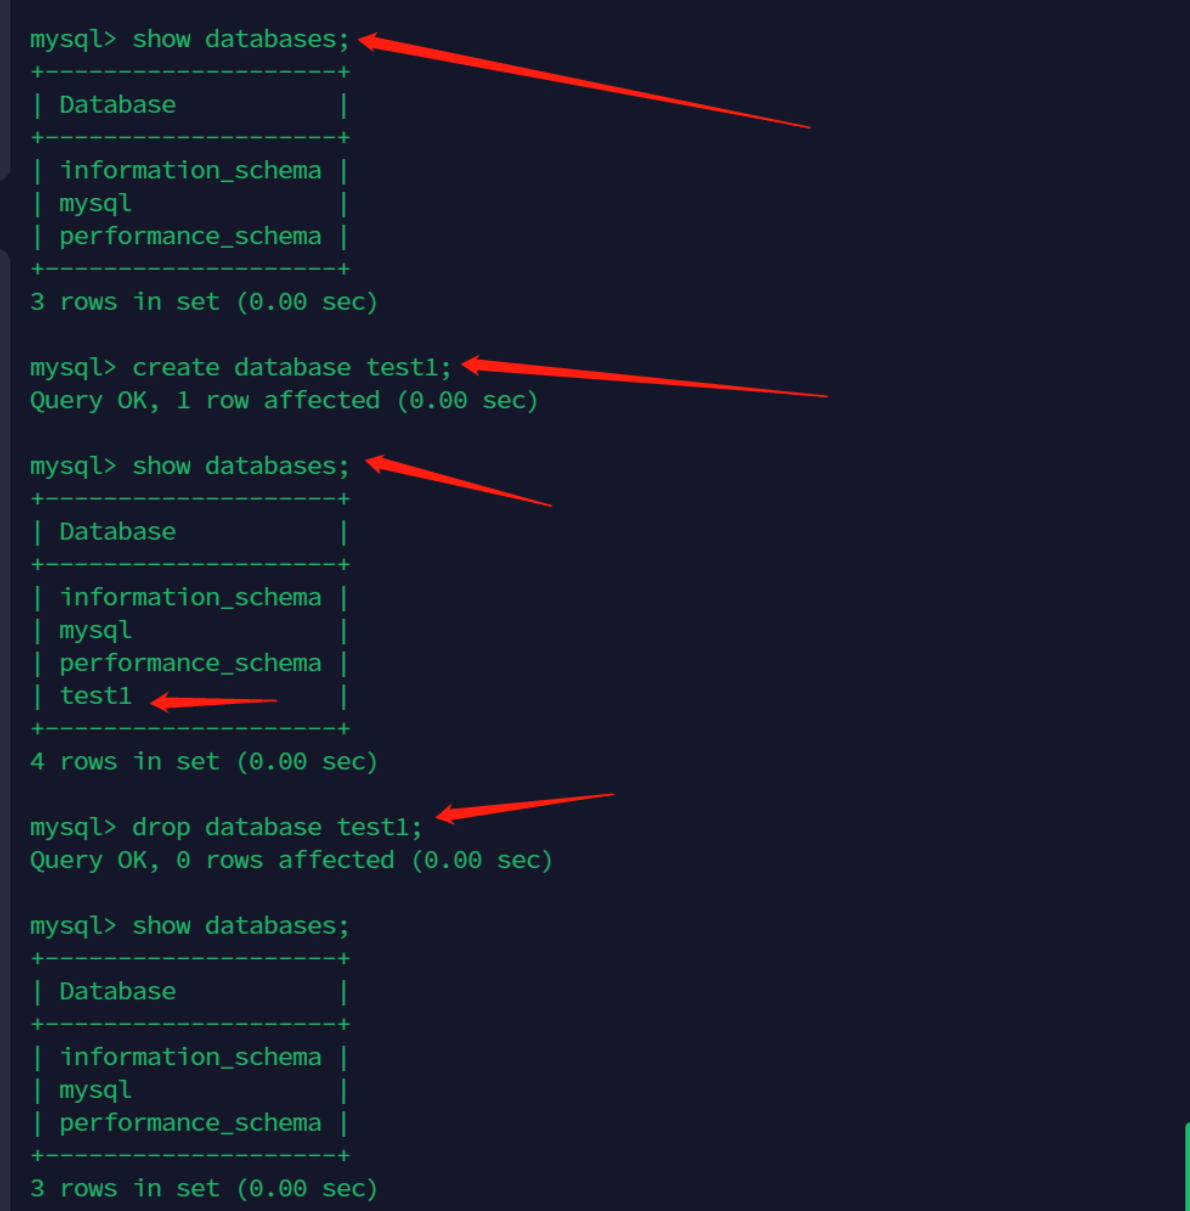 mysql> show databases;
+--------------------+
| Database           |
+--------------------+
| information_schema |
| mysql              |
| performance_schema |
+--------------------+
3 rows in set (0.00 sec)
mysql> create database test1;
Query OK, 1 row affected (0.00 sec)
mysql> show databases;
+--------------------+
| Database           |
+--------------------+
| information_schema |
| mysql              |
| performance_schema |
| test1              |
+--------------------+
4 rows in set (0.00 sec)
mysql> drop database test1;
Query OK, 0 rows affected (0.00 sec)
mysql> show databases;
+--------------------+
| Database           |
+--------------------+
| information_schema |
| mysql              |
| performance_schema |
+--------------------+
3 rows in set (0.00 sec)